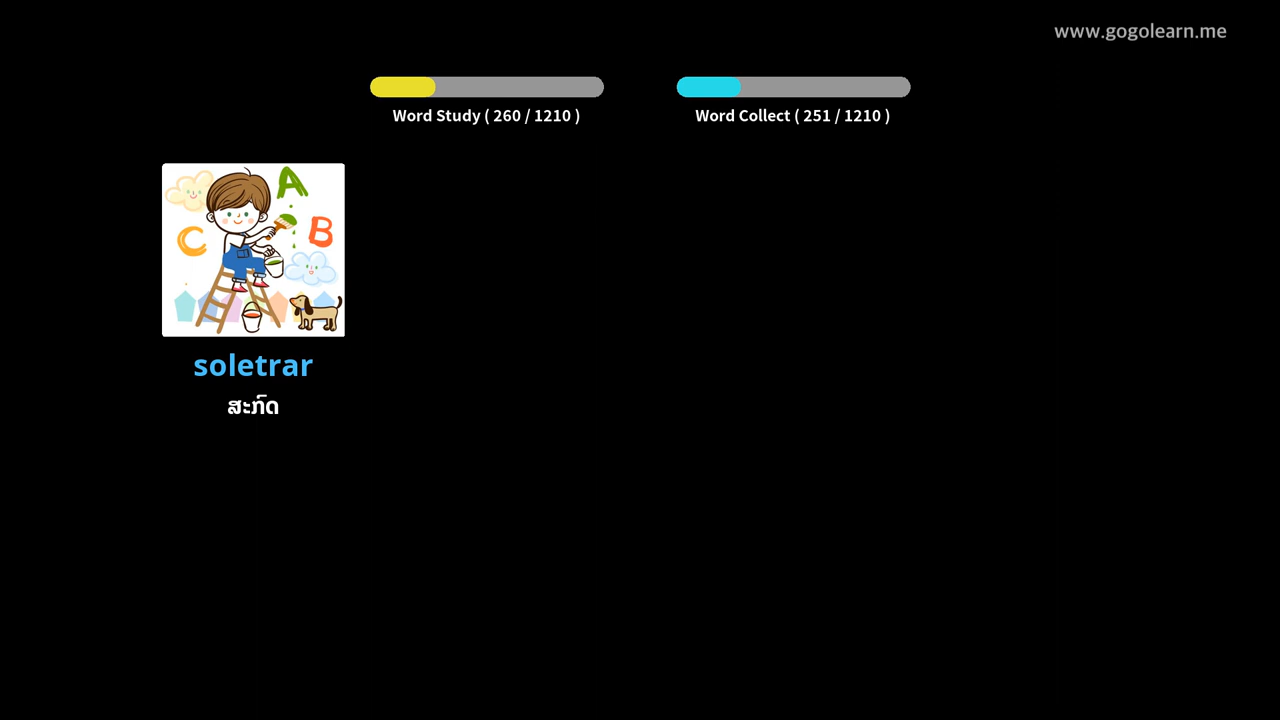 www.gogolearn.me
Word Study ( 260 / 1210 )
Word Collect ( 251 / 1210 )
A
B
C
soletrar
ສະກົດ